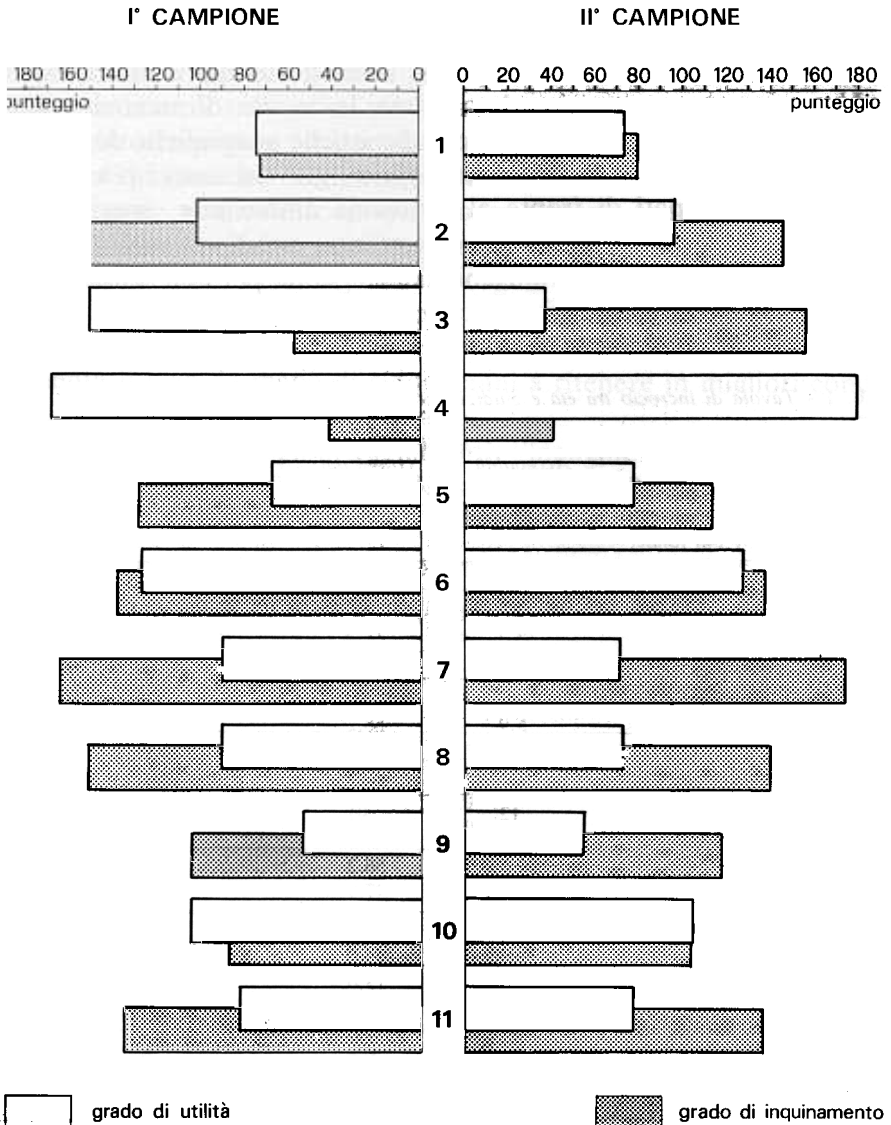 I° CAMPIONE II° CAMPIONE
180 160 140 120 100 80 60 40 20 0 0 20 40 60 80 100 120 140 160 180
punteggio punteggio
1
2
3
4
5
6
7
8
9
10
11
grado di utilità grado di inquinamento